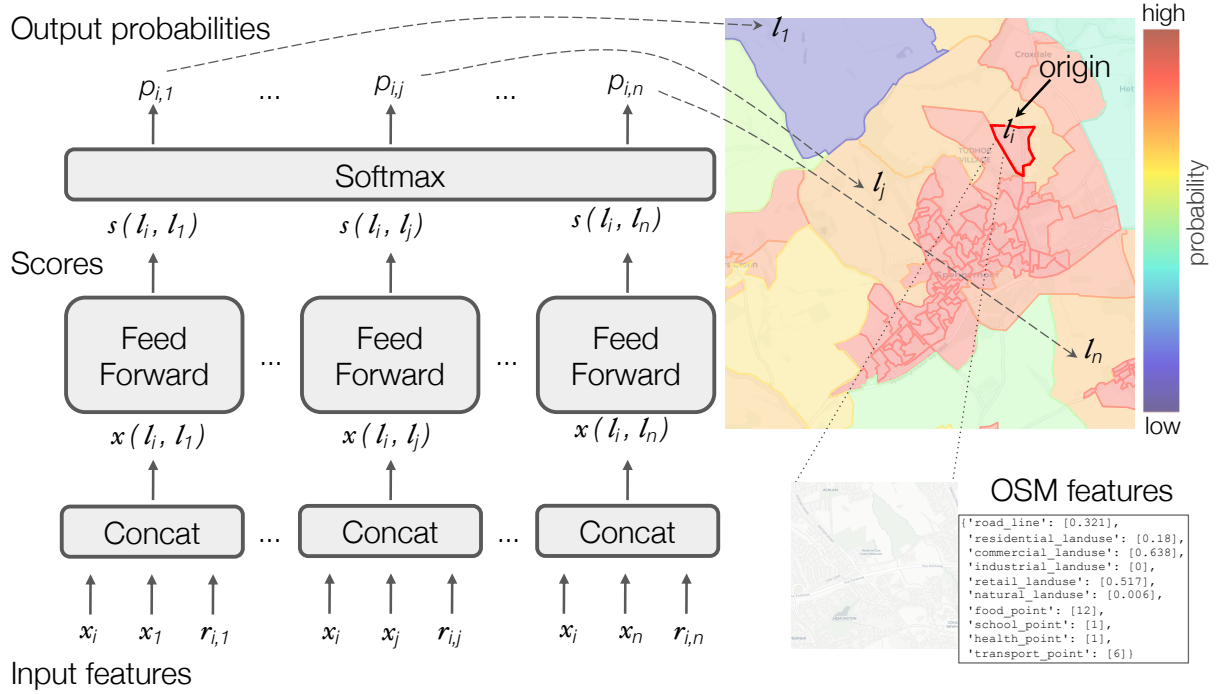 Output probabilities
p_{i,1} ... p_{i,j} ... p_{i,n}
Softmax
s(l_i, l_1) s(l_i, l_j) s(l_i, l_n)
Scores
Feed Forward ... Feed Forward ... Feed Forward
x(l_i, l_1) x(l_i, l_j) x(l_i, l_n)
Concat ... Concat ... Concat
x_i x_1 r_{i,1} x_i x_j r_{i,j} x_i x_n r_{i,n}
Input features
l_1
Croxdale
origin
Het
l_i
VILLAGE
l_j
l_n
high
probability
low
OSM features
{'road_line': [0.321],
'residential_landuse': [0.18],
'commercial_landuse': [0.638],
'industrial_landuse': [0],
'retail_landuse': [0.517],
'natural_landuse': [0.006],
'food_point': [12],
'school_point': [1],
'health_point': [1],
'transport_point': [6]}